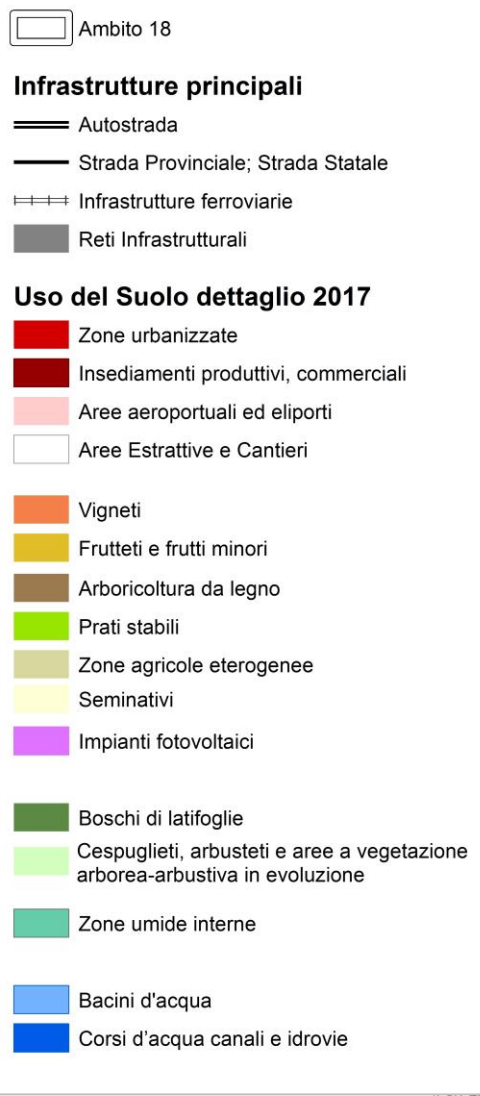 Ambito 18
Infrastrutture principali
Autostrada
Strada Provinciale; Strada Statale
Infrastrutture ferroviarie
Reti Infrastrutturali
Uso del Suolo dettaglio 2017
Zone urbanizzate
Insediamenti produttivi, commerciali
Aree aeroportuali ed eliporti
Aree Estrattive e Cantieri
Vigneti
Frutteti e frutti minori
Arboricoltura da legno
Prati stabili
Zone agricole eterogenee
Seminativi
Impianti fotovoltaici
Boschi di latifoglie
Cespuglieti, arbusteti e aree a vegetazione
arborea-arbustiva in evoluzione
Zone umide interne
Bacini d'acqua
Corsi d’acqua canali e idrovie